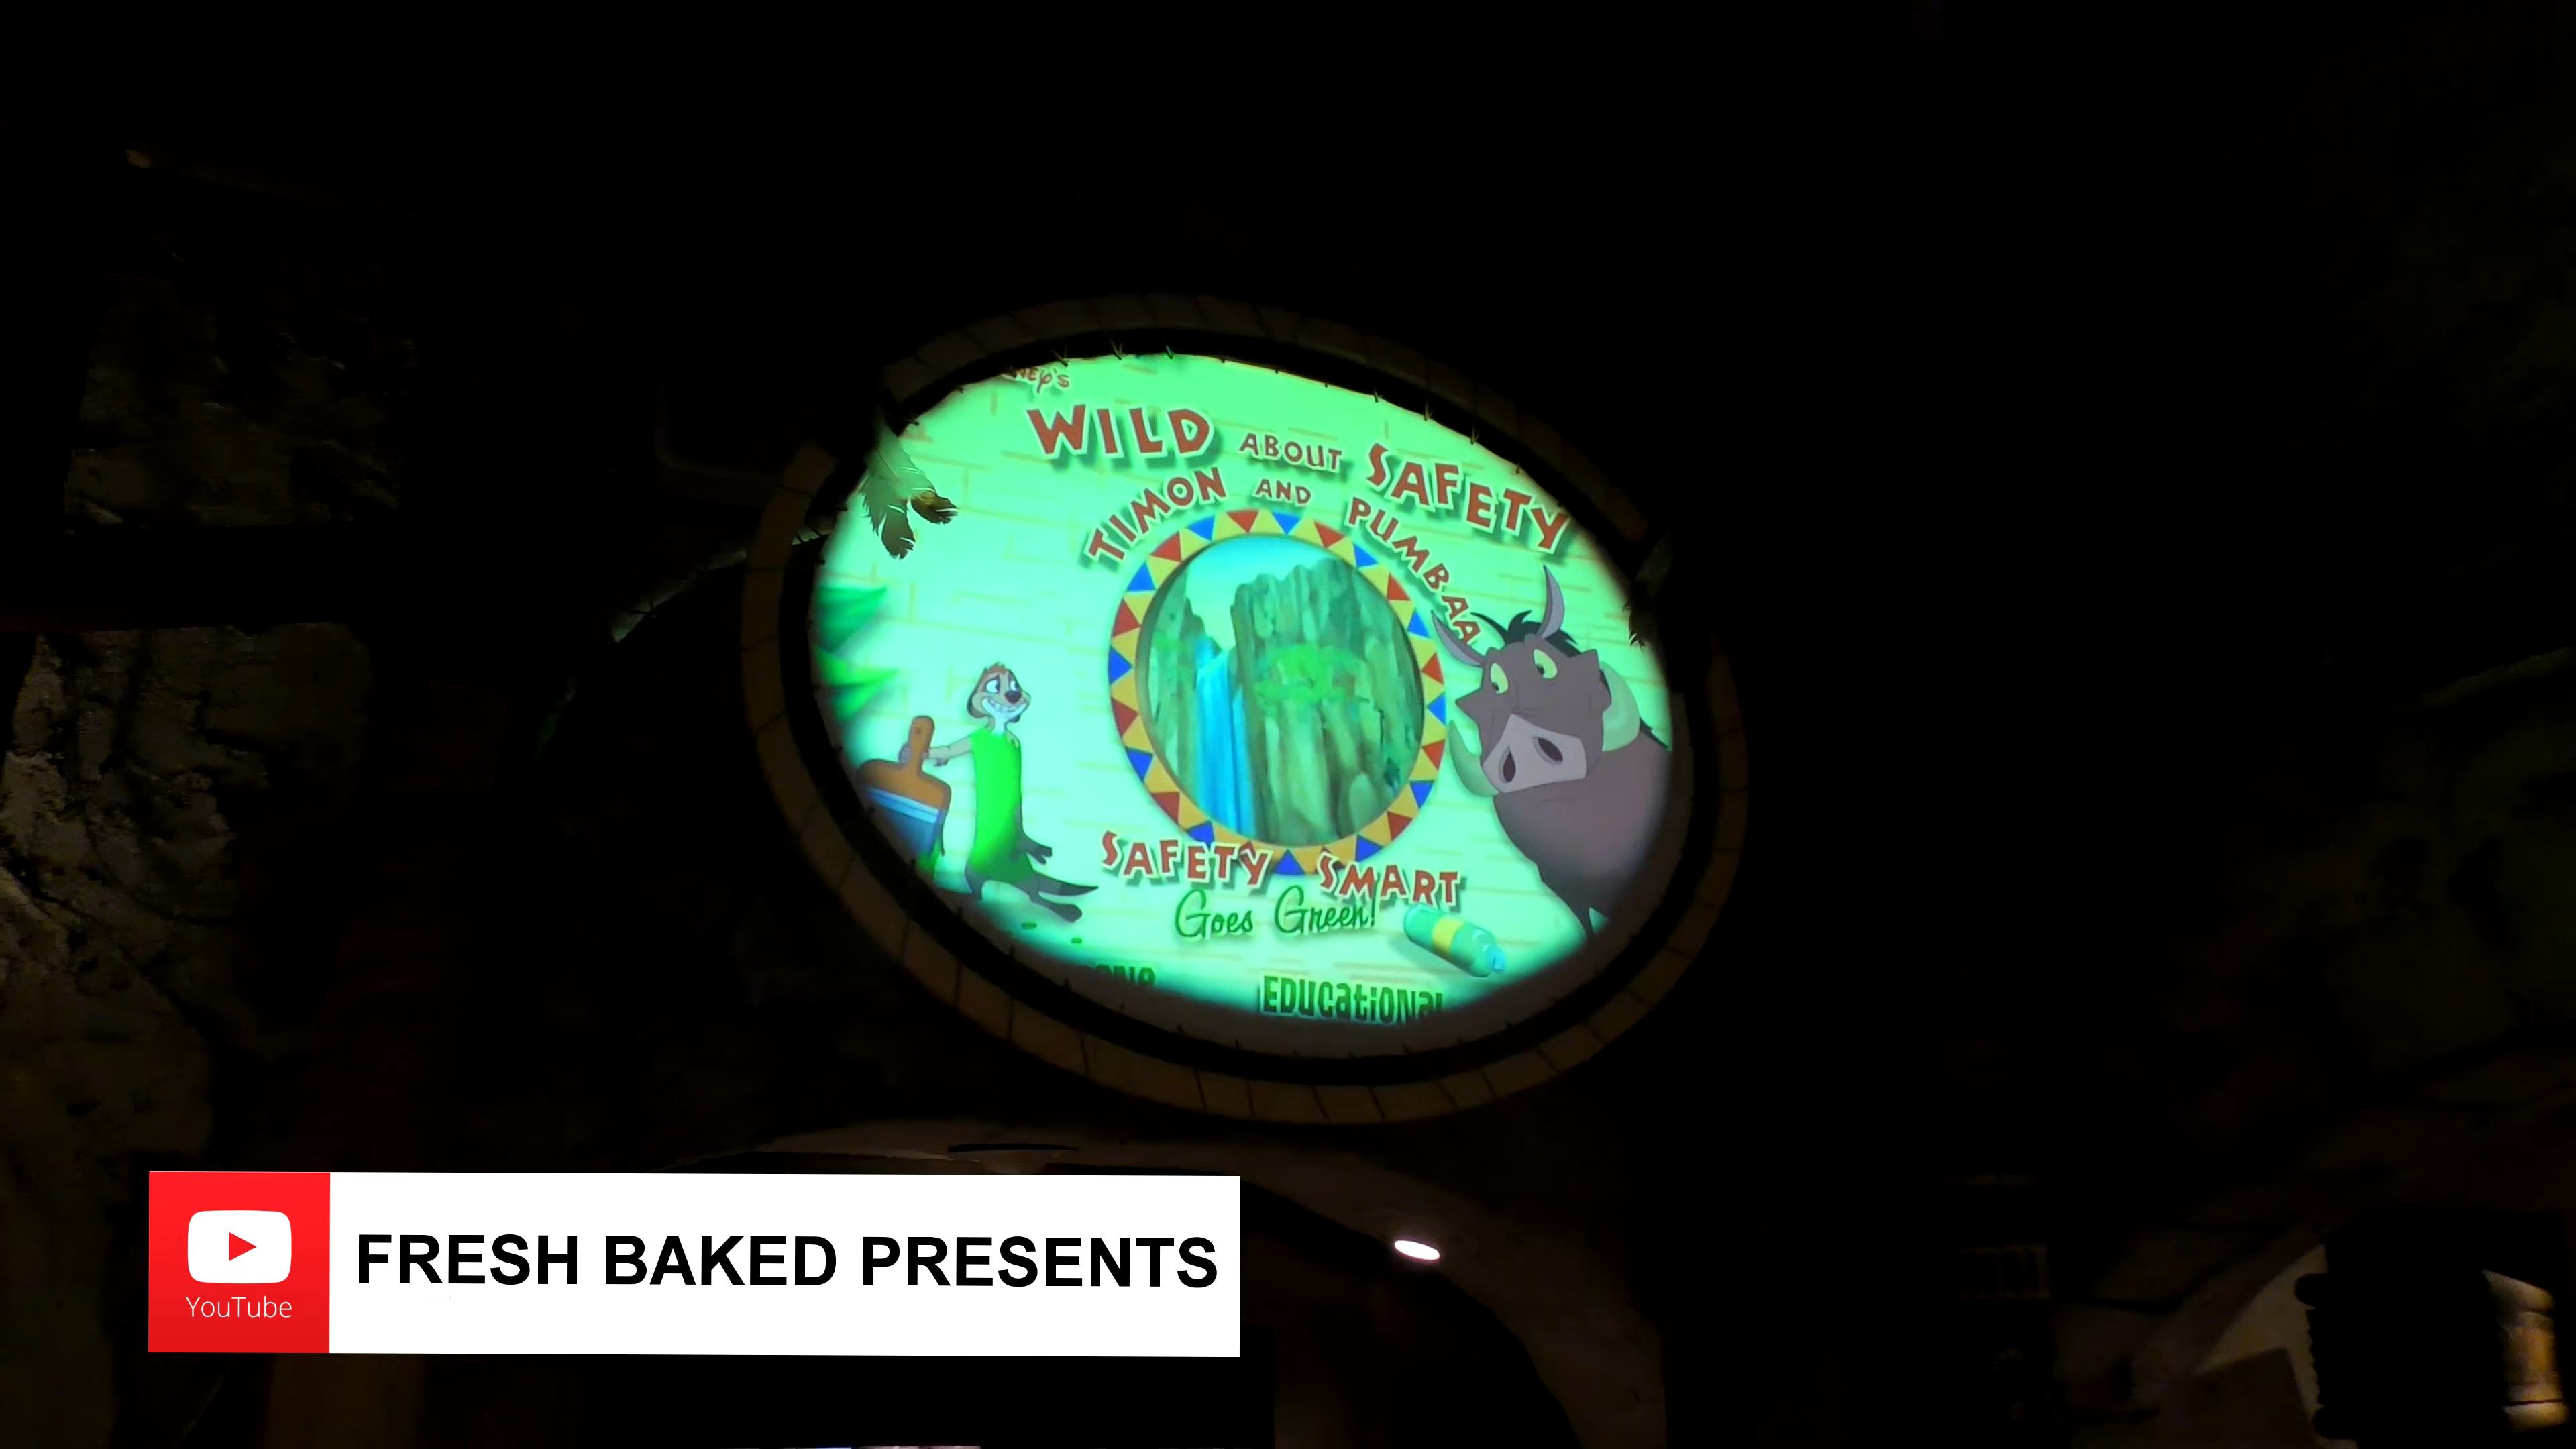 WILD ABOUT SAFETY
TIMON AND PUMBAA
SAFETY SMART
Goes Green!
EDUCATIONAL
YouTube
FRESH BAKED PRESENTS